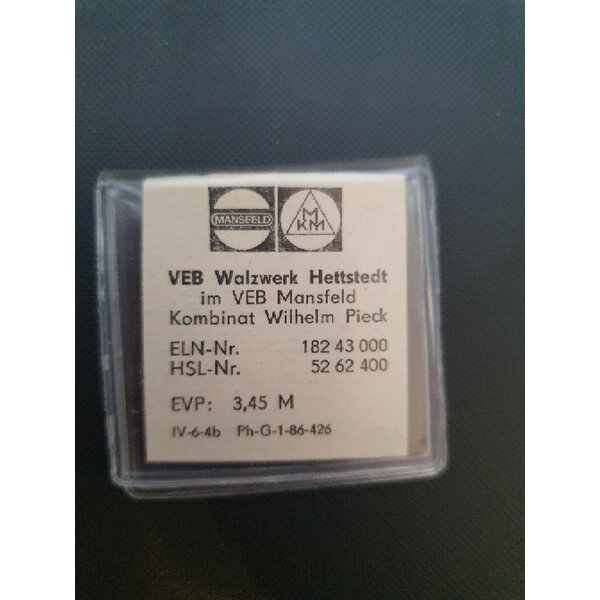 MANSFELD
M
KM
VEB Walzwerk Hettstedt
im VEB Mansfeld
Kombinat Wilhelm Pieck
ELN-Nr. 182 43 000
HSL-Nr. 52 62 400
EVP: 3,45 M
IV-6-4b Ph-G-1-86-426